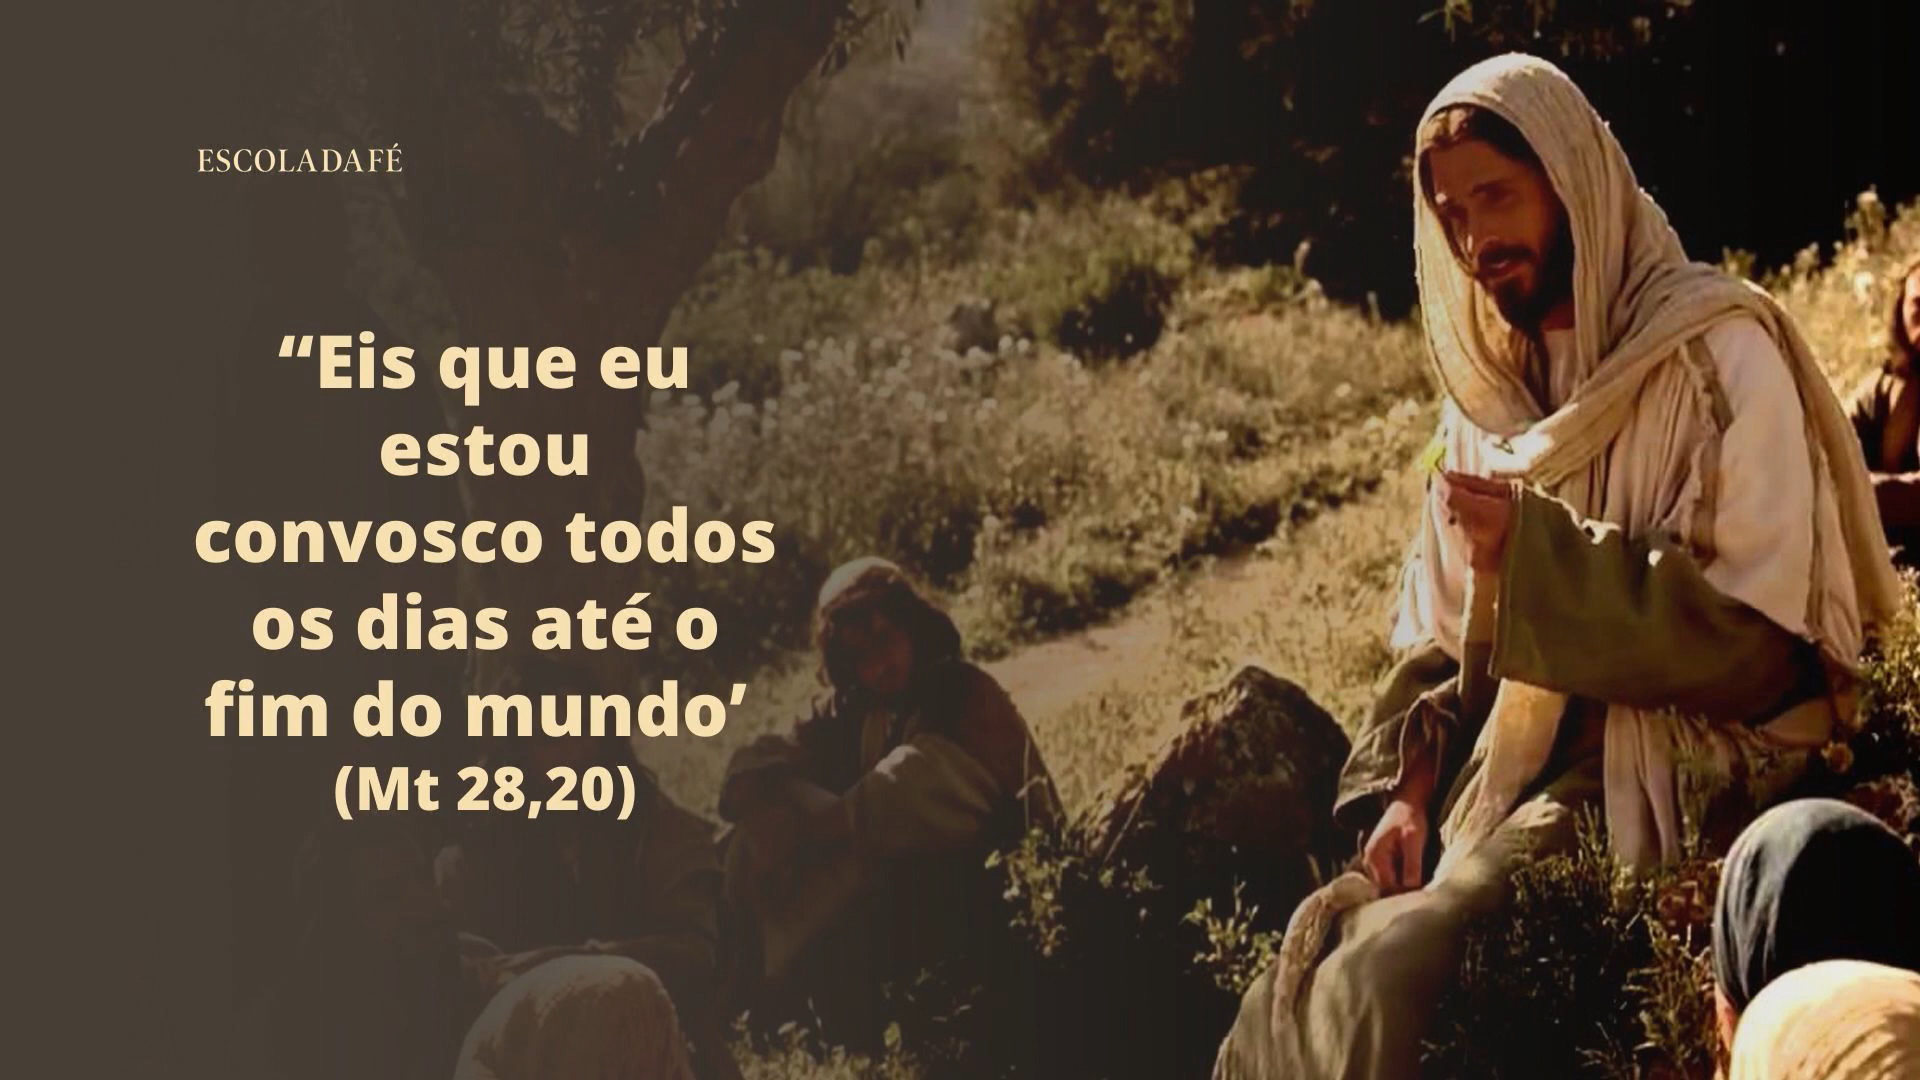 ESCOLADAFÉ
“Eis que eu
estou
convosco todos
os dias até o
fim do mundo’
(Mt 28,20)